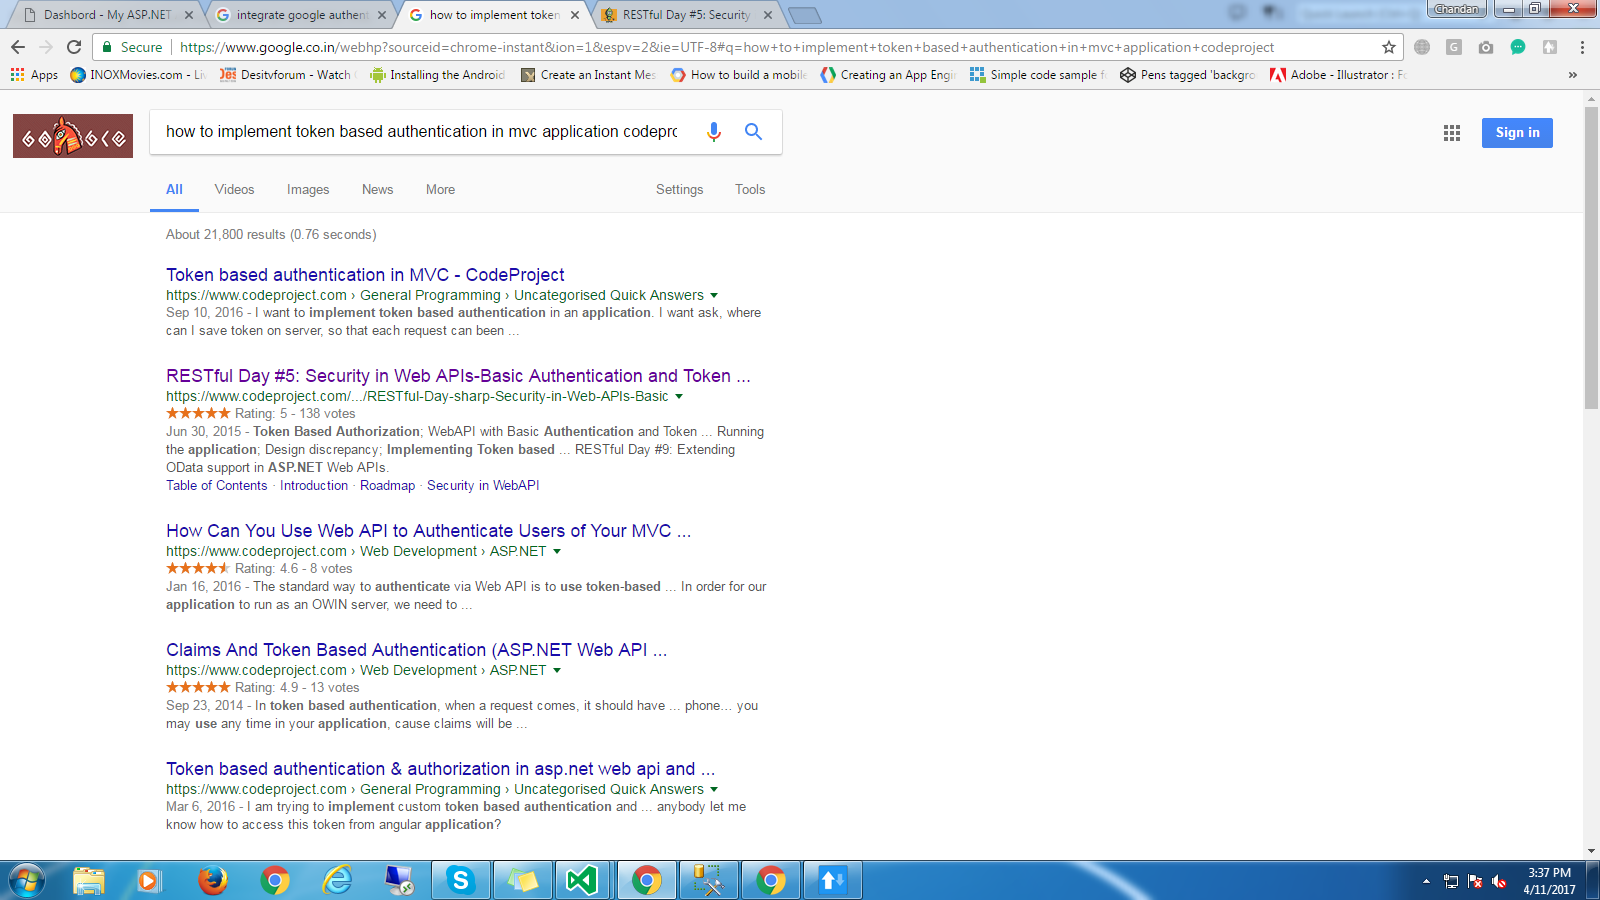 Dashbord - My ASP.NET
integrate google authent
how to implement token
RESTful Day #5: Security
Chandan
Secure
https://www.google.co.in/webhp?sourceid=chrome-instant&ion=1&espv=2&ie=UTF-8#q=how+to+implement+token+based+authentication+in+mvc+application+codeproject
Apps
INOXMovies.com - Liv
Desitvforum - Watch
Installing the Android
Create an Instant Mes
How to build a mobile
Creating an App Engi
Simple code sample f
Pens tagged 'backgro
Adobe - Illustrator : Fo
how to implement token based authentication in mvc application codepro
Sign in
All
Videos
Images
News
More
Settings
Tools
About 21,800 results (0.76 seconds)
Token based authentication in MVC - CodeProject
https://www.codeproject.com › General Programming › Uncategorised Quick Answers
Sep 10, 2016 - I want to implement token based authentication in an application. I want ask, where
can I save token on server, so that each request can been ...
RESTful Day #5: Security in Web APIs-Basic Authentication and Token ...
https://www.codeproject.com/.../RESTful-Day-sharp-Security-in-Web-APIs-Basic
Rating: 5 - 138 votes
Jun 30, 2015 - Token Based Authorization; WebAPI with Basic Authentication and Token ... Running
the application; Design discrepancy; Implementing Token based ... RESTful Day #9: Extending
OData support in ASP.NET Web APIs.
Table of Contents · Introduction · Roadmap · Security in WebAPI
How Can You Use Web API to Authenticate Users of Your MVC ...
https://www.codeproject.com › Web Development › ASP.NET
Rating: 4.6 - 8 votes
Jan 16, 2016 - The standard way to authenticate via Web API is to use token-based ... In order for our
application to run as an OWIN server, we need to ...
Claims And Token Based Authentication (ASP.NET Web API ...
https://www.codeproject.com › Web Development › ASP.NET
Rating: 4.9 - 13 votes
Sep 23, 2014 - In token based authentication, when a request comes, it should have ... phone... you
may use any time in your application, cause claims will be ...
Token based authentication & authorization in asp.net web api and ...
https://www.codeproject.com › General Programming › Uncategorised Quick Answers
Mar 6, 2016 - I am trying to implement custom token based authentication and ... anybody let me
know how to access this token from angular application?
3:37 PM
4/11/2017